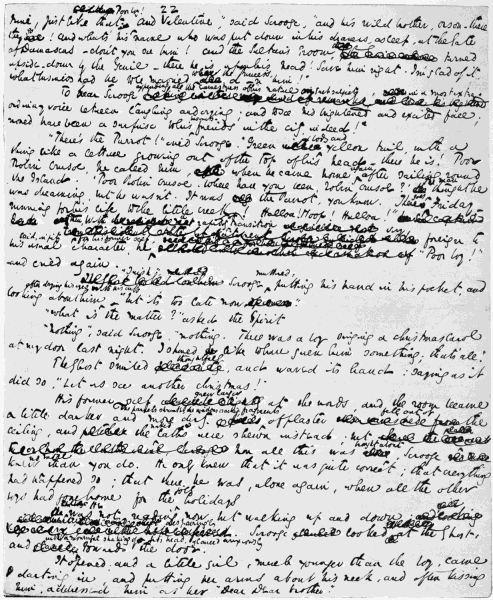 Poor boy! 22
mind, just like that - and Valentine," said Scrooge, "and his wild brother, Orson: there
they go! And what's his name who was put down in his drawers, asleep, at the Gate
of Damascus - don't you see him! And the Sultan's Groom turned
upside-down by the Genii - there he is upon his head! Serve him right. I'm glad of it
what business had he to be married to the Princess!"
To hear Scrooge expending all the earnestness of his nature on such subjects, in a most extra-
ordinary voice between laughing and crying; and to see his heightened and excited face;
would have been a surprise to his friends in the city, indeed!
"There's the Parrot!" cried Scrooge. "Green body and yellow tail, with a
thing like a lettuce growing out of the top of his head - there he is! Poor
Robin Crusoe he called him when he came home again after sailing round
the Island. 'Poor Robin Crusoe, where have you been, Robin Crusoe?' The man thought he
was dreaming but he wasn't. It was the Parrot, you know. There goes Friday
running for his life to the little creek! Halloa! Hoop! Halloo!"
Then with a rapidity of transition very foreign to
his usual character, he said, in pity for his former self, "Poor boy!"
and cried again.
"I wish," muttered Scrooge, putting his hand in his pocket, and
looking about him, after drying his eyes with his cuff "but it's too late now."
"What is the matter?" asked the Spirit
"Nothing," said Scrooge, "nothing. There was a boy singing a Christmas Carol
at my door last night. I should like to have given him something, that's all."
The Ghost smiled thoughtfully and waved its hand: saying as it
did so, "Let us see another Christmas!"
His former self grew larger at the words, and the room became
a little darker and more dirty. The panels shrunk, the windows cracked fragments of plaster fell out of the
ceiling, and the laths were shewn instead; but
how all this was brought about Scrooge
knew than you do. He only knew that it was quite correct; that everything
had happened so; that there he was, alone again, when all the other
boys had gone home for the jolly holidays
He was not reading now, but walking up and down
despairingly. Scrooge looked at the Ghost,
and with a mournful shaking of his head, glanced anxiously towards the door.
It opened, and a little girl, much younger than the boy, came
darting in, and putting her arms about his neck, and often kissing
him, addressed him as her "Dear Dear brother"